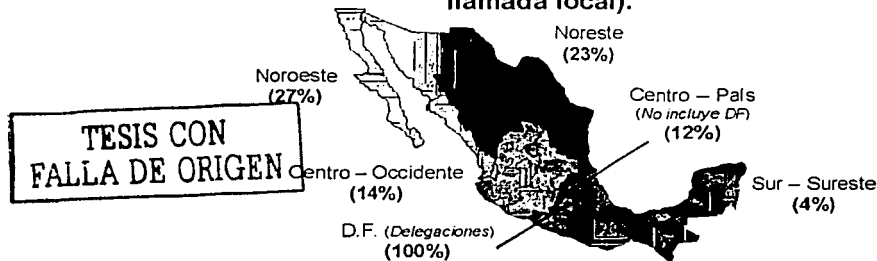 llamada local).
Noreste
(23%)
Noroeste
(27%)
Centro – País
(No incluye DF)
(12%)
TESIS CON
FALLA DE ORIGEN
Centro – Occidente
(14%)
Sur – Sureste
(4%)
D.F. (Delegaciones)
(100%)